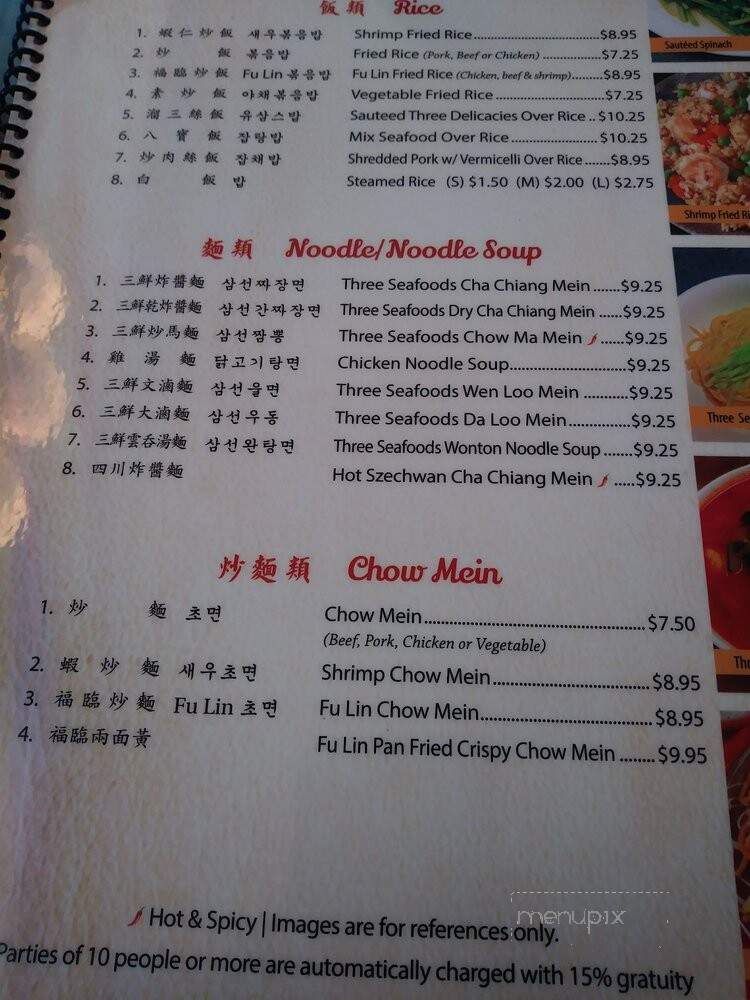 飯類 Rice
1. 蝦仁炒飯 새우볶음밥 Shrimp Fried Rice $8.95
2. 炒飯 볶음밥 Fried Rice (Pork, Beef or Chicken) $7.25
3. 福臨炒飯 Fu Lin 볶음밥 Fu Lin Fried Rice (Chicken, beef & shrimp) $8.95
4. 素炒飯 야채볶음밥 Vegetable Fried Rice $7.25
5. 溜三絲飯 유삼스밥 Sauteed Three Delicacies Over Rice $10.25
6. 八寶飯 잡탕밥 Mix Seafood Over Rice $10.25
7. 炒肉絲飯 잡채밥 Shredded Pork w/ Vermicelli Over Rice $8.95
8. 白飯 밥 Steamed Rice (S) $1.50 (M) $2.00 (L) $2.75
麵類 Noodle/Noodle Soup
1. 三鮮炸醬麵 삼선짜장면 Three Seafoods Cha Chiang Mein $9.25
2. 三鮮乾炸醬麵 삼선간짜장면 Three Seafoods Dry Cha Chiang Mein $9.25
3. 三鮮炒馬麵 삼선짬뽕 Three Seafoods Chow Ma Mein $9.25
4. 雞湯麵 닭고기탕면 Chicken Noodle Soup $9.25
5. 三鮮文滷麵 삼선울면 Three Seafoods Wen Loo Mein $9.25
6. 三鮮大滷麵 삼선우동 Three Seafoods Da Loo Mein $9.25
7. 三鮮雲吞湯麵 삼선완탕면 Three Seafoods Wonton Noodle Soup $9.25
8. 四川炸醬麵 Hot Szechwan Cha Chiang Mein $9.25
炒麵類 Chow Mein
1. 炒麵 초면 Chow Mein $7.50
(Beef, Pork, Chicken or Vegetable)
2. 蝦炒麵 새우초면 Shrimp Chow Mein $8.95
3. 福臨炒麵 Fu Lin 초면 Fu Lin Chow Mein $8.95
4. 福臨兩面黃 Fu Lin Pan Fried Crispy Chow Mein $9.95
Hot & Spicy | Images are for references only.
Parties of 10 people or more are automatically charged with 15% gratuity
Sautéed Spinach
Shrimp Fried Ri
Three Se
menupix